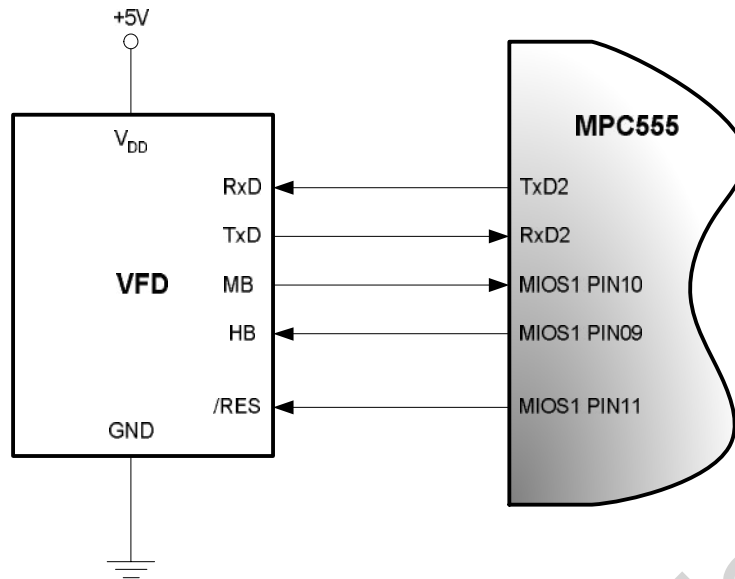 +5V
V_DD
VFD
RxD
TxD
MB
HB
/RES
GND
MPC555
TxD2
RxD2
MIOS1 PIN10
MIOS1 PIN09
MIOS1 PIN11